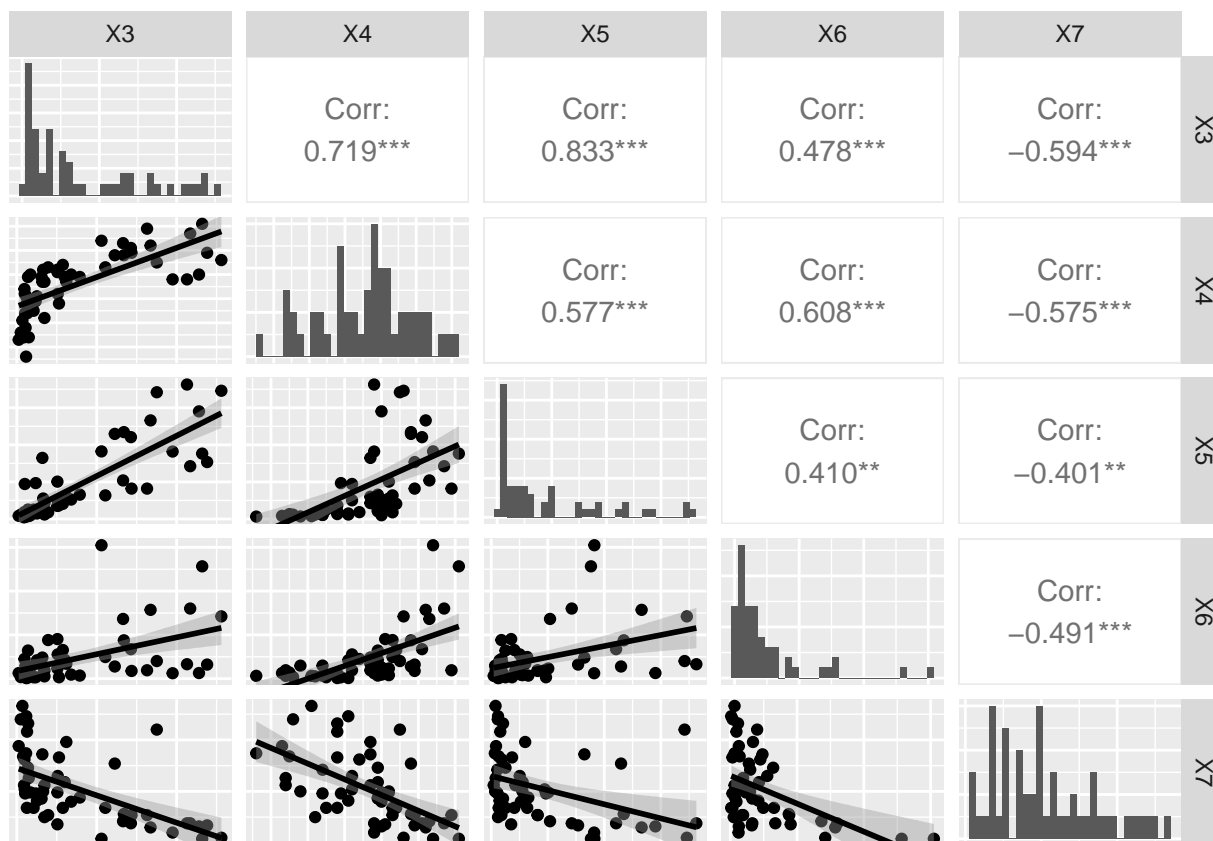 X3 X4 X5 X6 X7
Corr: Corr: Corr: Corr:
0.719*** 0.833*** 0.478*** −0.594***
X3
Corr: Corr: Corr:
0.577*** 0.608*** −0.575***
X4
Corr: Corr:
0.410** −0.401**
X5
Corr:
−0.491***
X6
X7